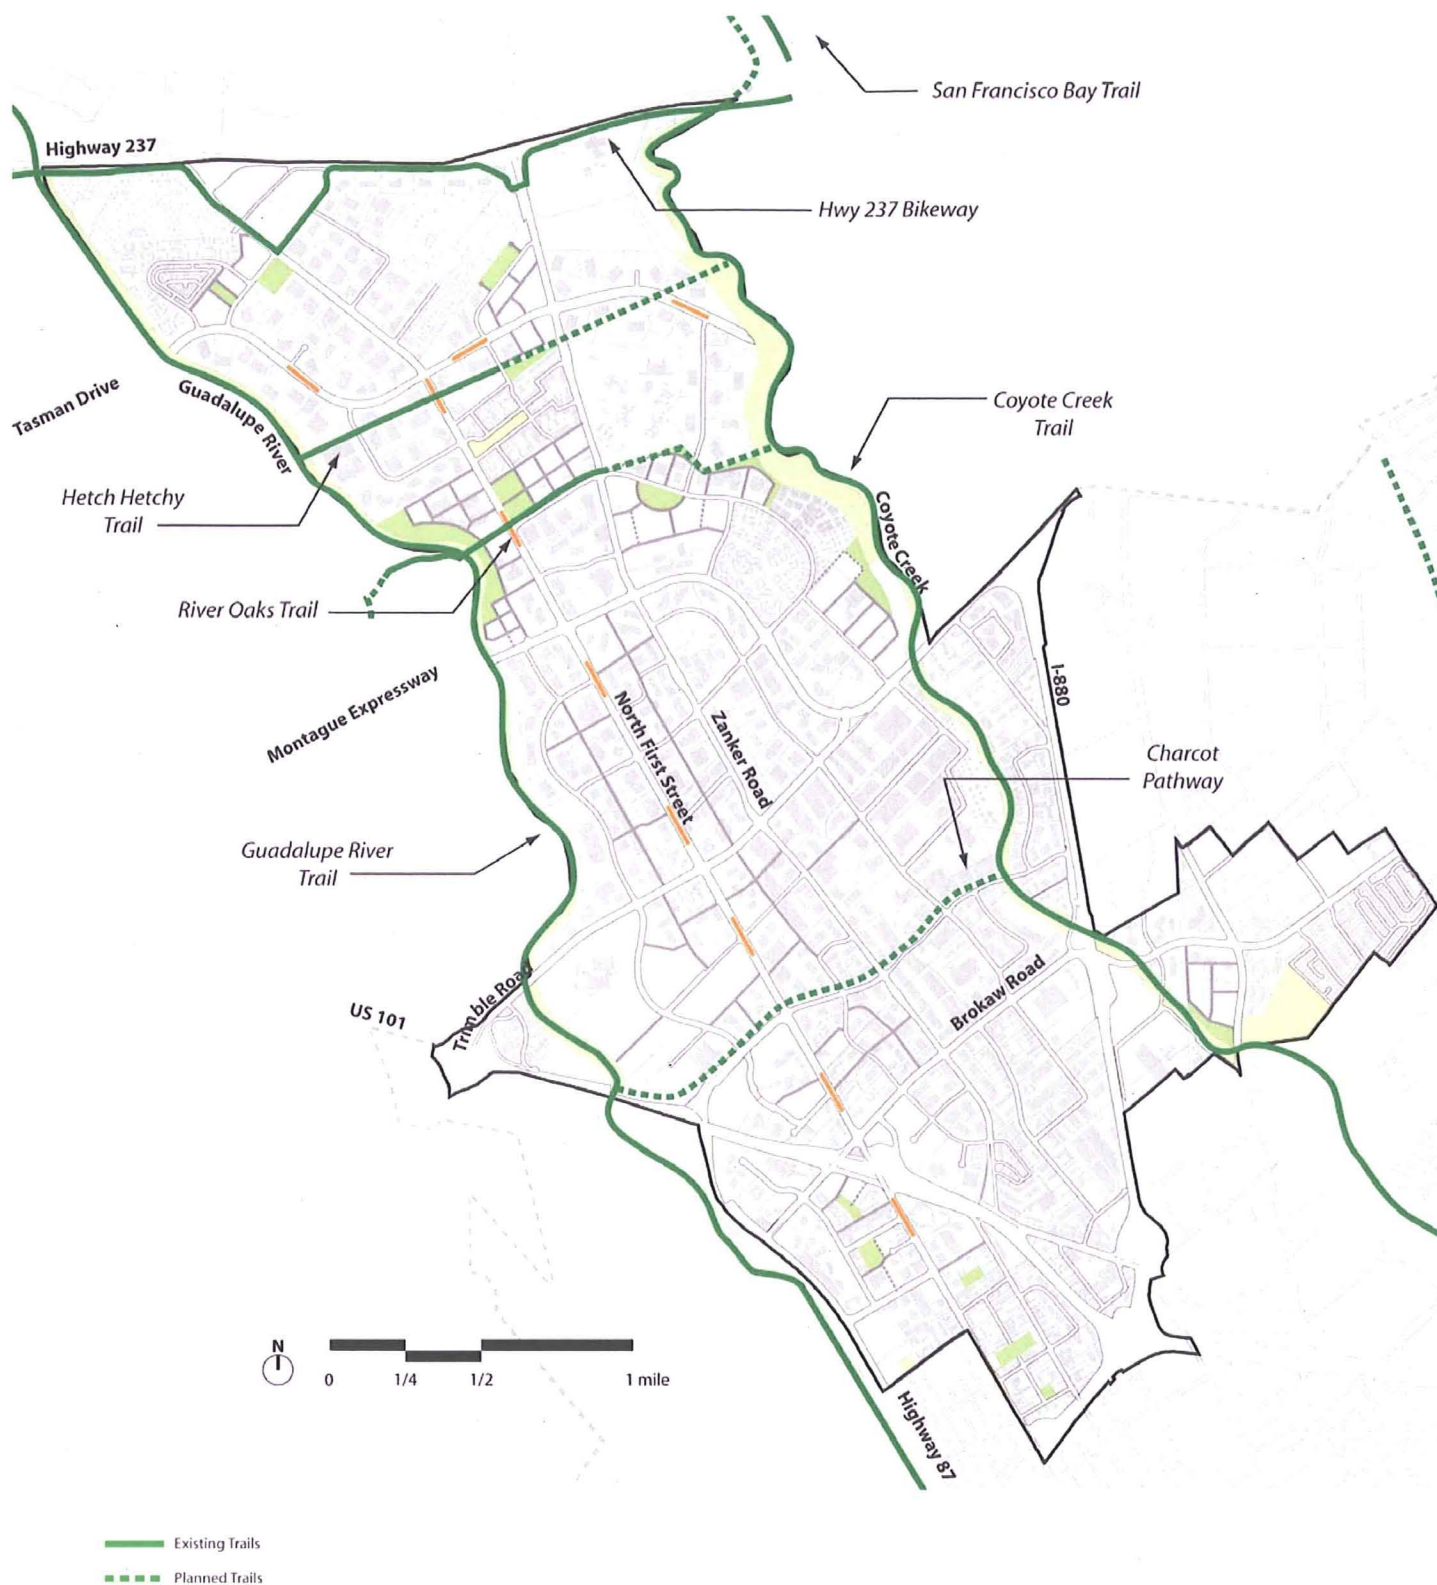 San Francisco Bay Trail
Highway 237
Hwy 237 Bikeway
Tasman Drive
Guadalupe River
Coyote Creek
Trail
Hetch Hetchy
Trail
Coyote Creek
River Oaks Trail
I-880
Montague Expressway
North First Street
Zanker Road
Charcot
Pathway
Guadalupe River
Trail
Brokaw Road
Trimble Road
US 101
N
0 1/4 1/2 1 mile
Highway 87
Existing Trails
Planned Trails